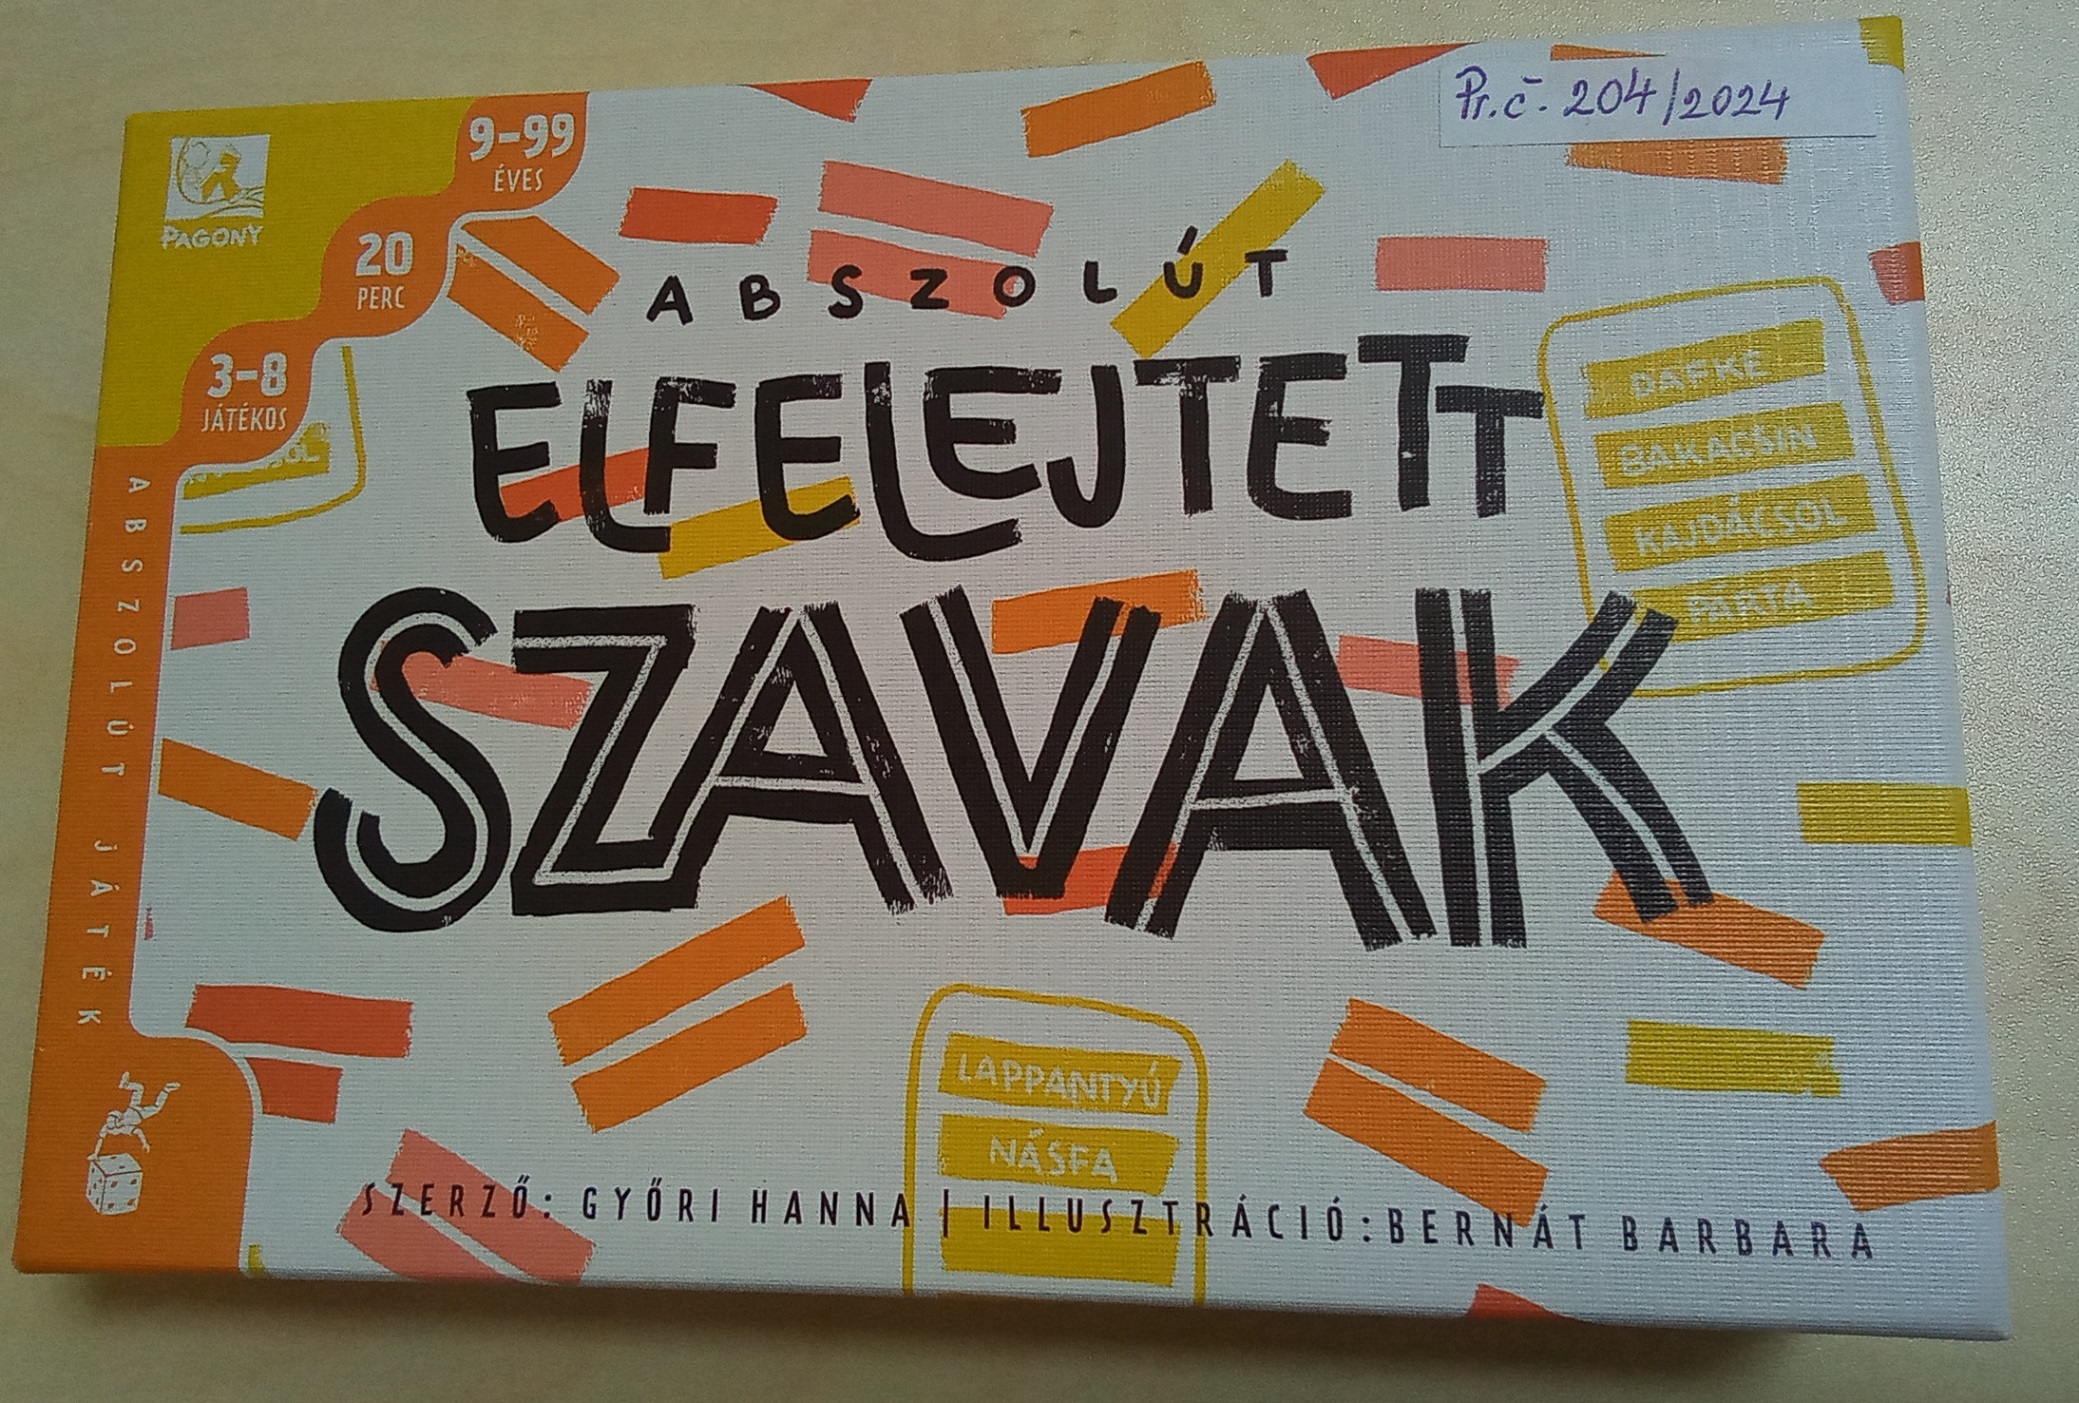 Pr.č. 204/2024
PAGONY
9-99
ÉVES
20
PERC
3-8
JÁTÉKOS
ABSZOLÚT
ELFELEJTETT
SZAVAK
DAFKE
BAKACSIN
KAJDÁCSOL
PÁRTA
ABSZOLÚT JÁTÉK
LAPPANTYÚ
NÁSFA
SZERZŐ: GYŐRI HANNA | ILLUSZTRÁCIÓ: BERNÁT BARBARA